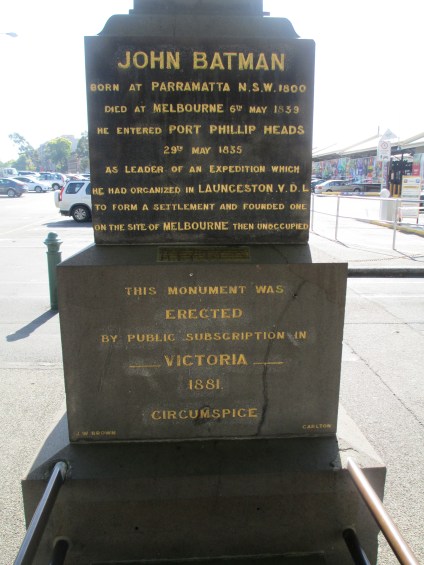 JOHN BATMAN
BORN AT PARRAMATTA N.S.W. 1800
DIED AT MELBOURNE 6TH MAY 1839
HE ENTERED PORT PHILLIP HEADS
29TH MAY 1835
AS LEADER OF AN EXPEDITION WHICH
HE HAD ORGANIZED IN LAUNCESTON. V.D.L.
TO FORM A SETTLEMENT AND FOUNDED ONE
ON THE SITE OF MELBOURNE THEN UNOCCUPIED
THIS MONUMENT WAS
ERECTED
BY PUBLIC SUBSCRIPTION IN
VICTORIA
1881.
CIRCUMSPICE
J.W. BROWN
CARLTON